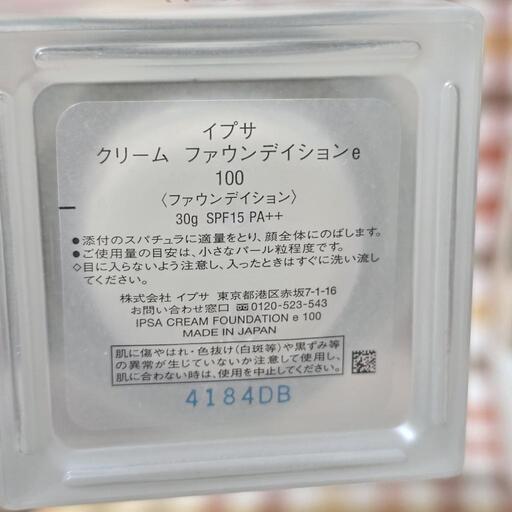 イプサ
クリーム ファウンデイションe
100
〈ファウンデイション〉
30g SPF15 PA++
●添付のスパチュラに適量をとり、顔全体にのばします。
●ご使用量の目安は、小さなパール粒程度です。
◇目に入らないよう注意し、入ったときはすぐに洗い流し
てください。
株式会社 イプサ 東京都港区赤坂7-1-16
お問い合わせ窓口 0120-523-543
IPSA CREAM FOUNDATION e 100
MADE IN JAPAN
肌に傷やはれ・色抜け(白斑等)や黒ずみ等
の異常が生じていないか注意して使用し、
肌に合わない時は、使用を中止してください。
4184DB